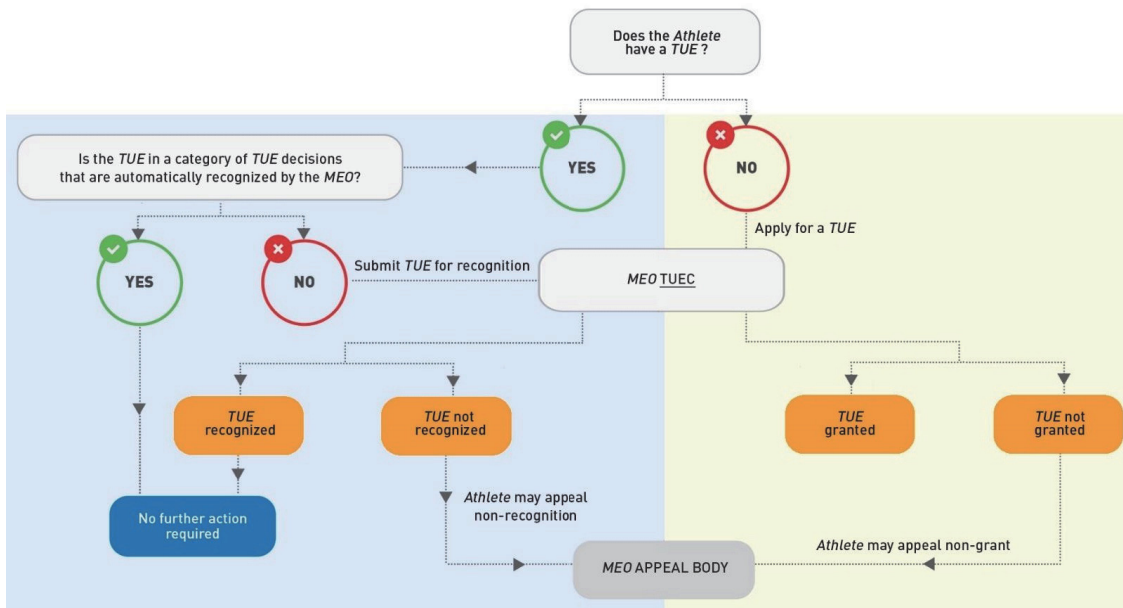 Does the Athlete
have a TUE ?
YES
NO
Is the TUE in a category of TUE decisions
that are automatically recognized by the MEO?
Apply for a TUE
YES
NO
Submit TUE for recognition
MEO TUEC
TUE
recognized
TUE not
recognized
TUE
granted
TUE not
granted
Athlete may appeal
non-recognition
No further action
required
Athlete may appeal non-grant
MEO APPEAL BODY